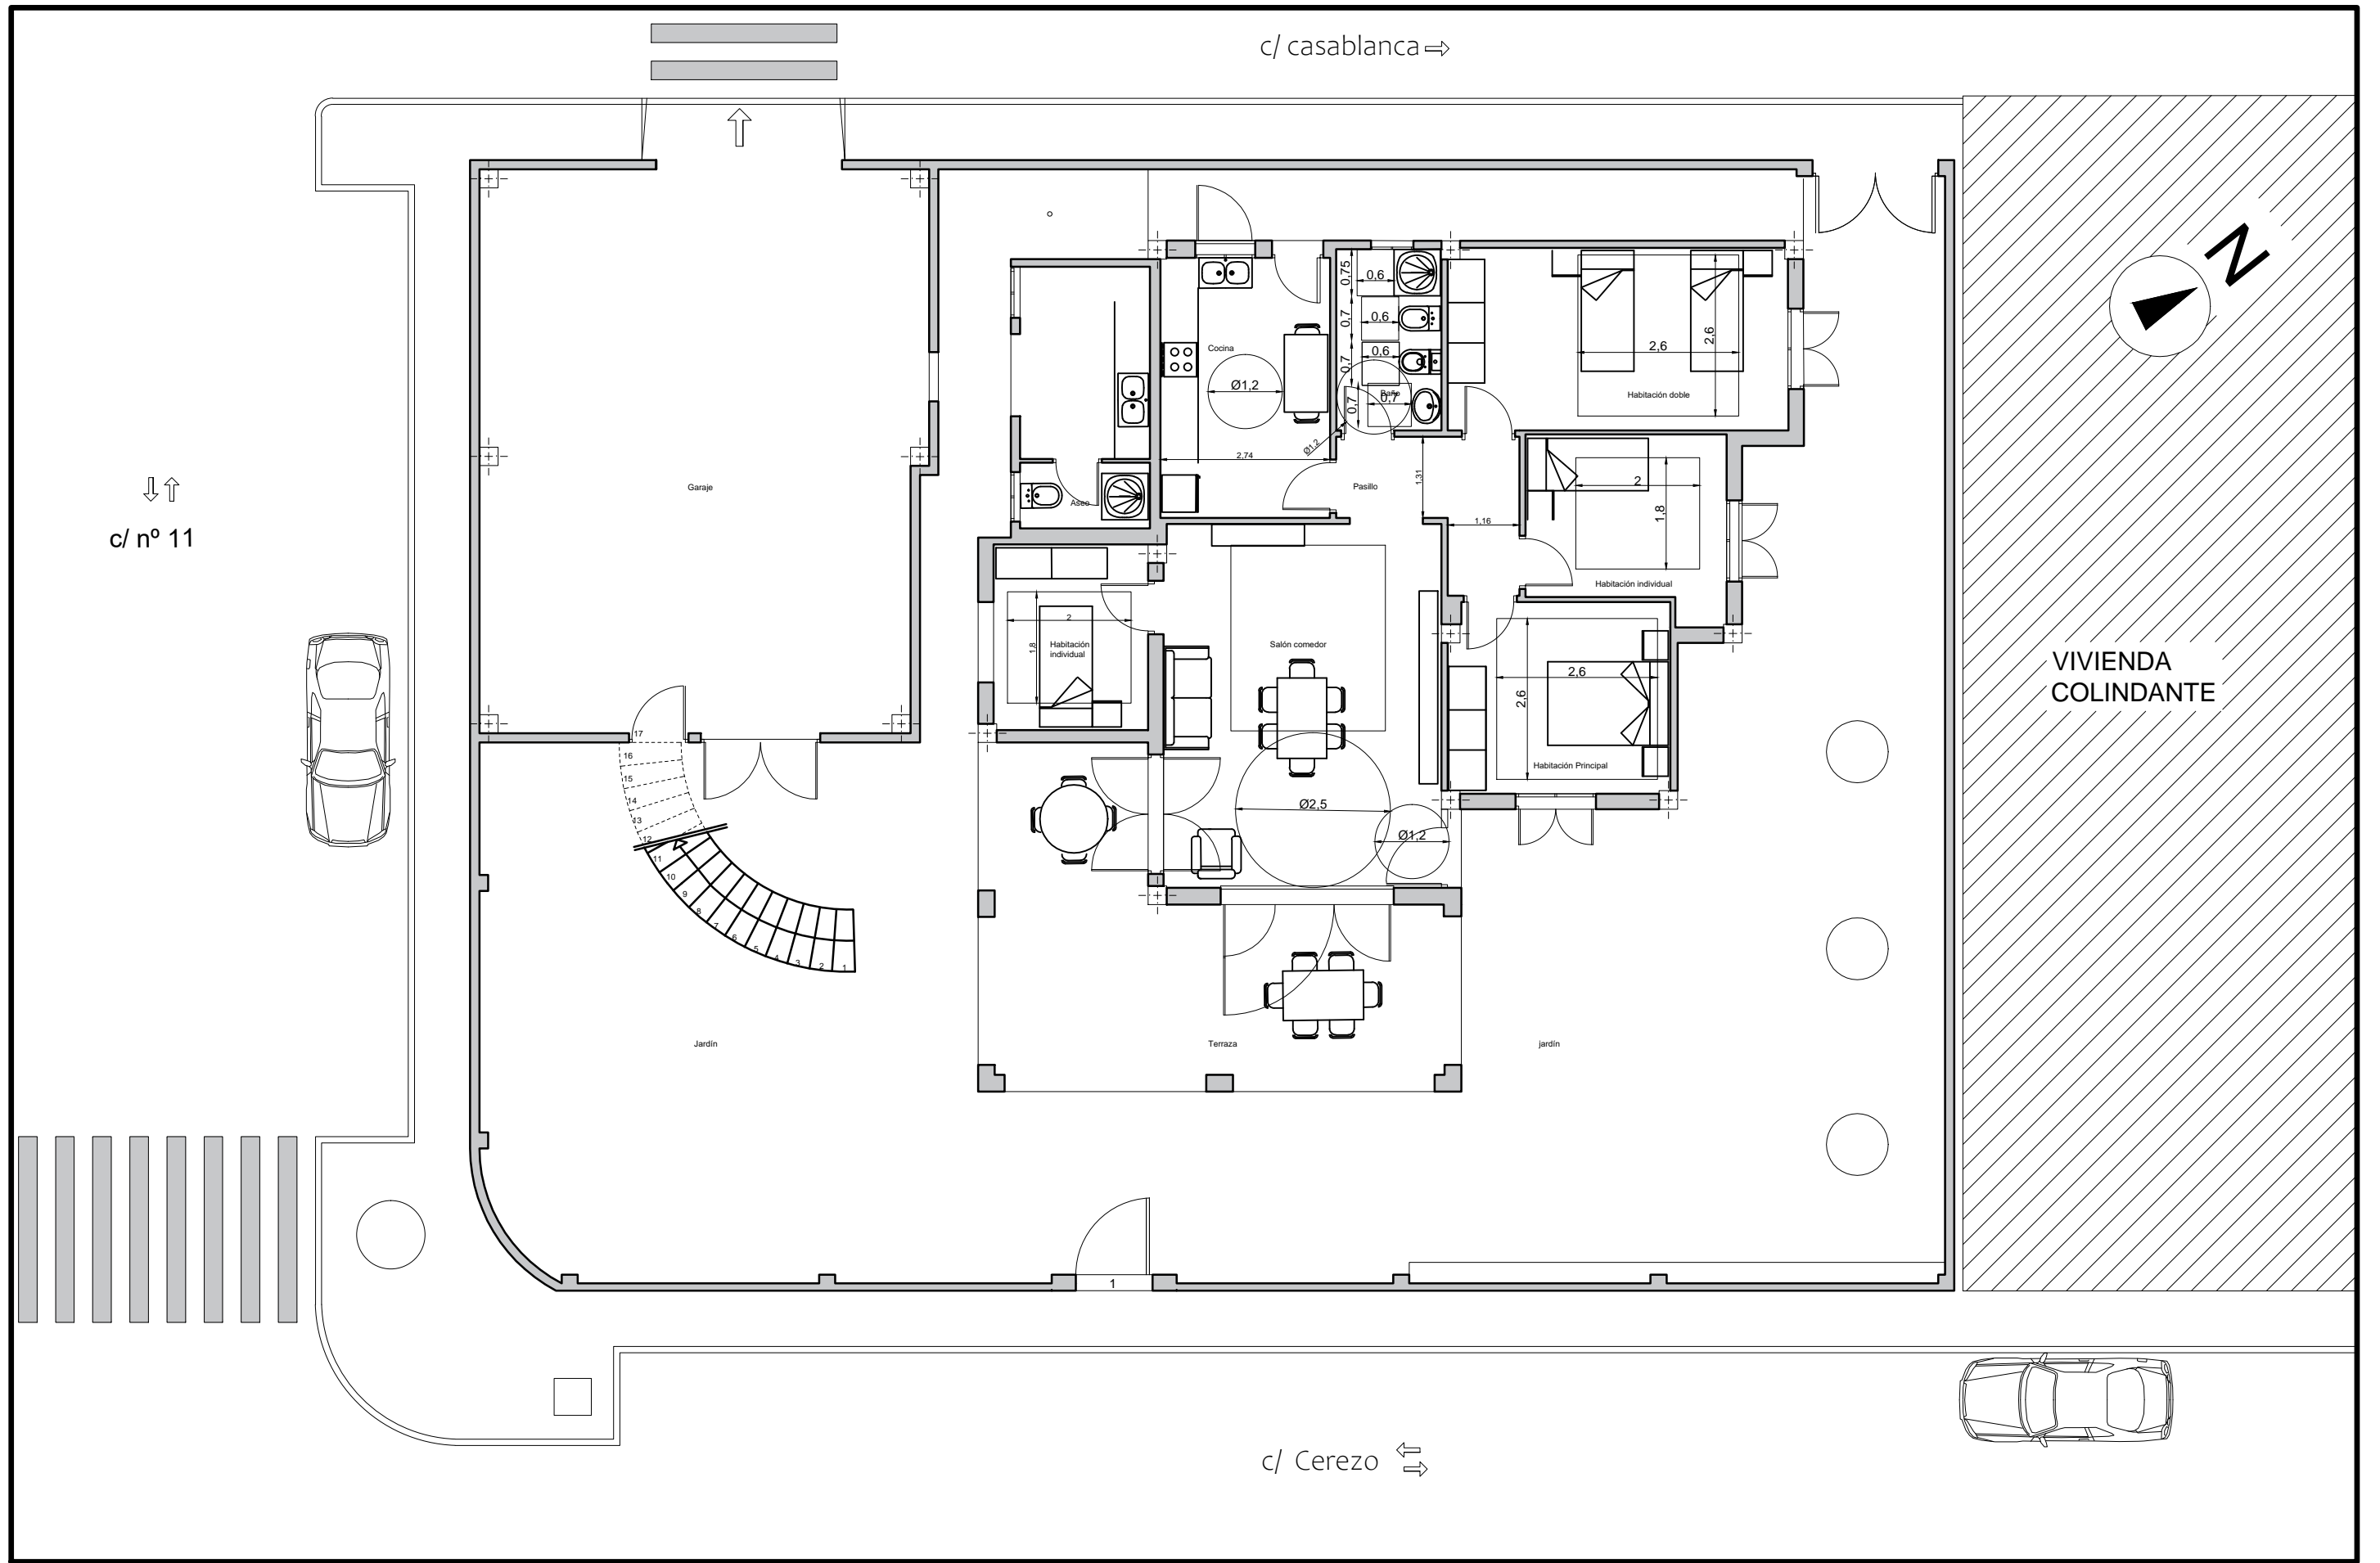 c/ casablanca
N
0,75
0,6
0,7
0,6
0,7
0,6
0,7
0,7
Baño
Ø1,2
Cocina
Ø1,2
2,74
2,6
2,6
Habitación doble
Garaje
Aseo
Pasillo
1,31
1,16
2
1,8
Habitación individual
c/ nº 11
2
1,8
Habitación
individual
Salón comedor
2,6
2,6
Habitación Principal
VIVIENDA
COLINDANTE
17
16
15
14
13
12
11
10
9
8
7
6
5
4
3
2
1
Ø2,5
Ø1,2
Jardín
Terraza
jardín
1
c/ Cerezo